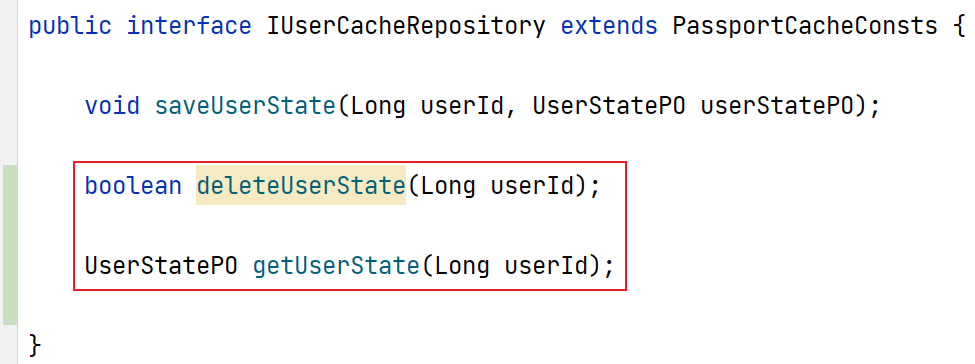 public interface IUserCacheRepository extends PassportCacheConsts {
void saveUserState(Long userId, UserStatePO userStatePO);
boolean deleteUserState(Long userId);
UserStatePO getUserState(Long userId);
}